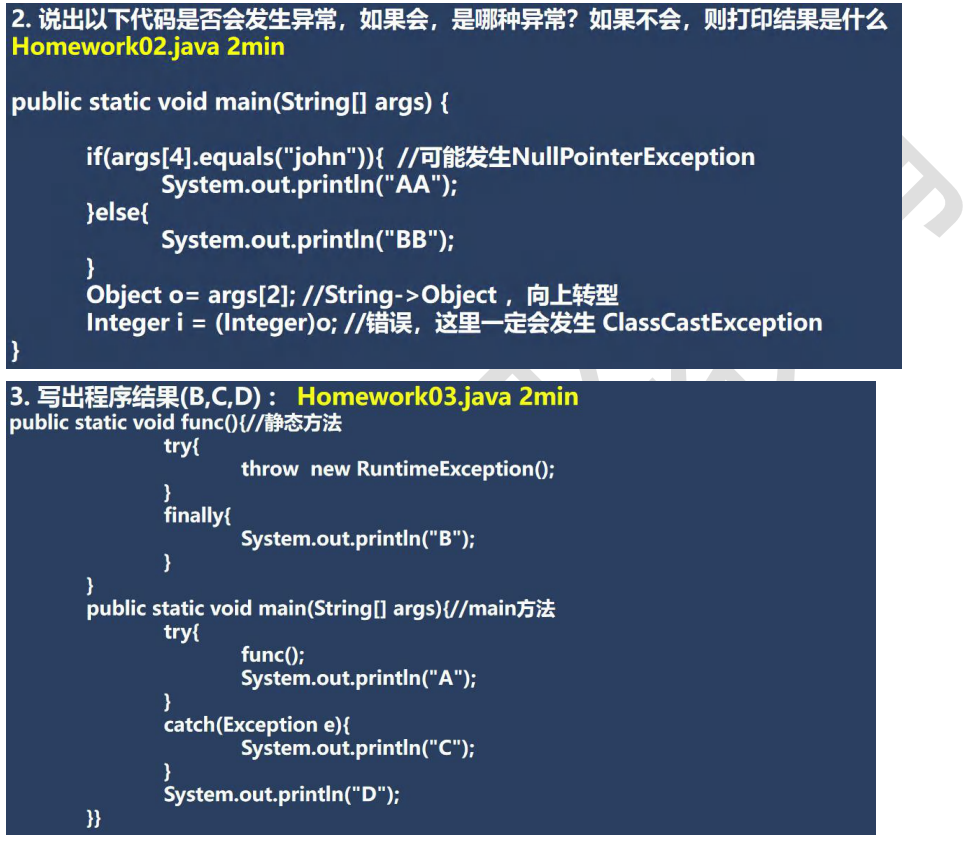 2. 说出以下代码是否会发生异常，如果会，是哪种异常？如果不会，则打印结果是什么
Homework02.java 2min
public static void main(String[] args) {
if(args[4].equals("john")){ //可能发生NullPointerException
System.out.println("AA");
}else{
System.out.println("BB");
}
Object o= args[2]; //String->Object ，向上转型
Integer i = (Integer)o; //错误，这里一定会发生 ClassCastException
}
3. 写出程序结果(B,C,D)： Homework03.java 2min
public static void func(){//静态方法
try{
throw new RuntimeException();
}
finally{
System.out.println("B");
}
}
public static void main(String[] args){//main方法
try{
func();
System.out.println("A");
}
catch(Exception e){
System.out.println("C");
}
System.out.println("D");
}}